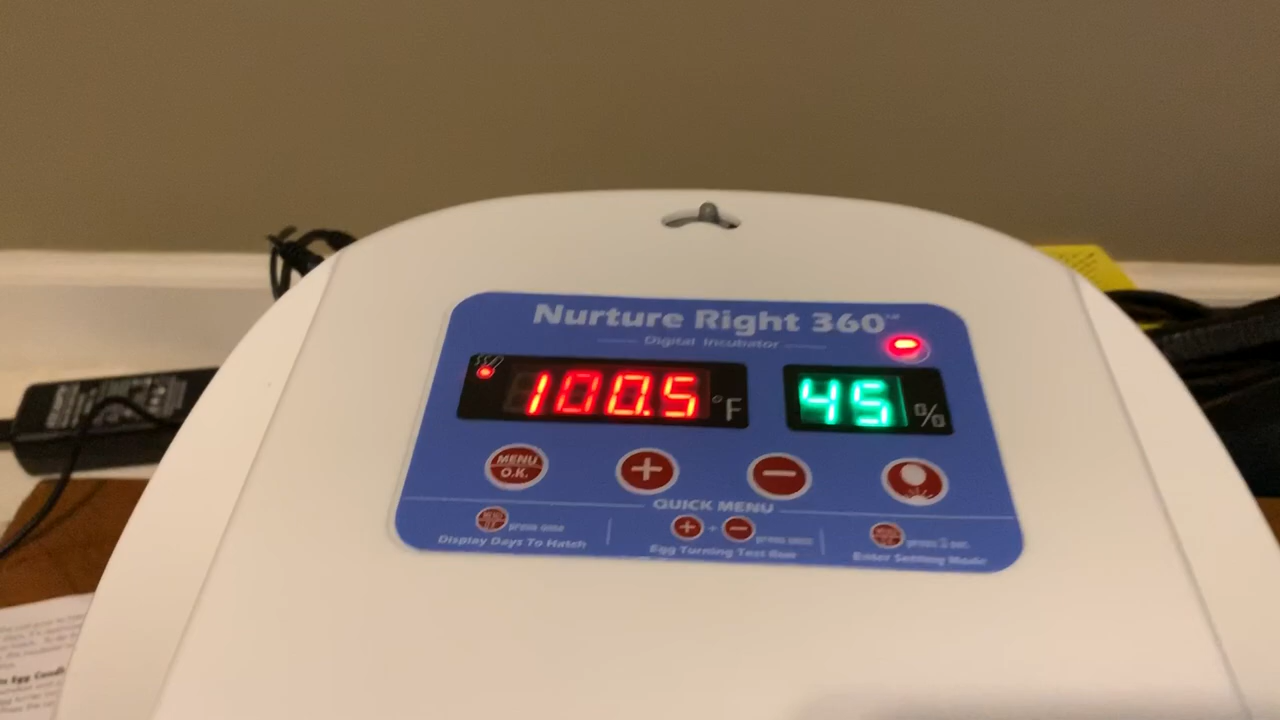 Nurture Right 360™
Digital Incubator
100.5 °F 45 %
MENU
O.K.
+
−
QUICK MENU
press once
+ + − press once
press 3 sec.
Display Days To Hatch
Egg Turning Test Run
Enter Setting Mode